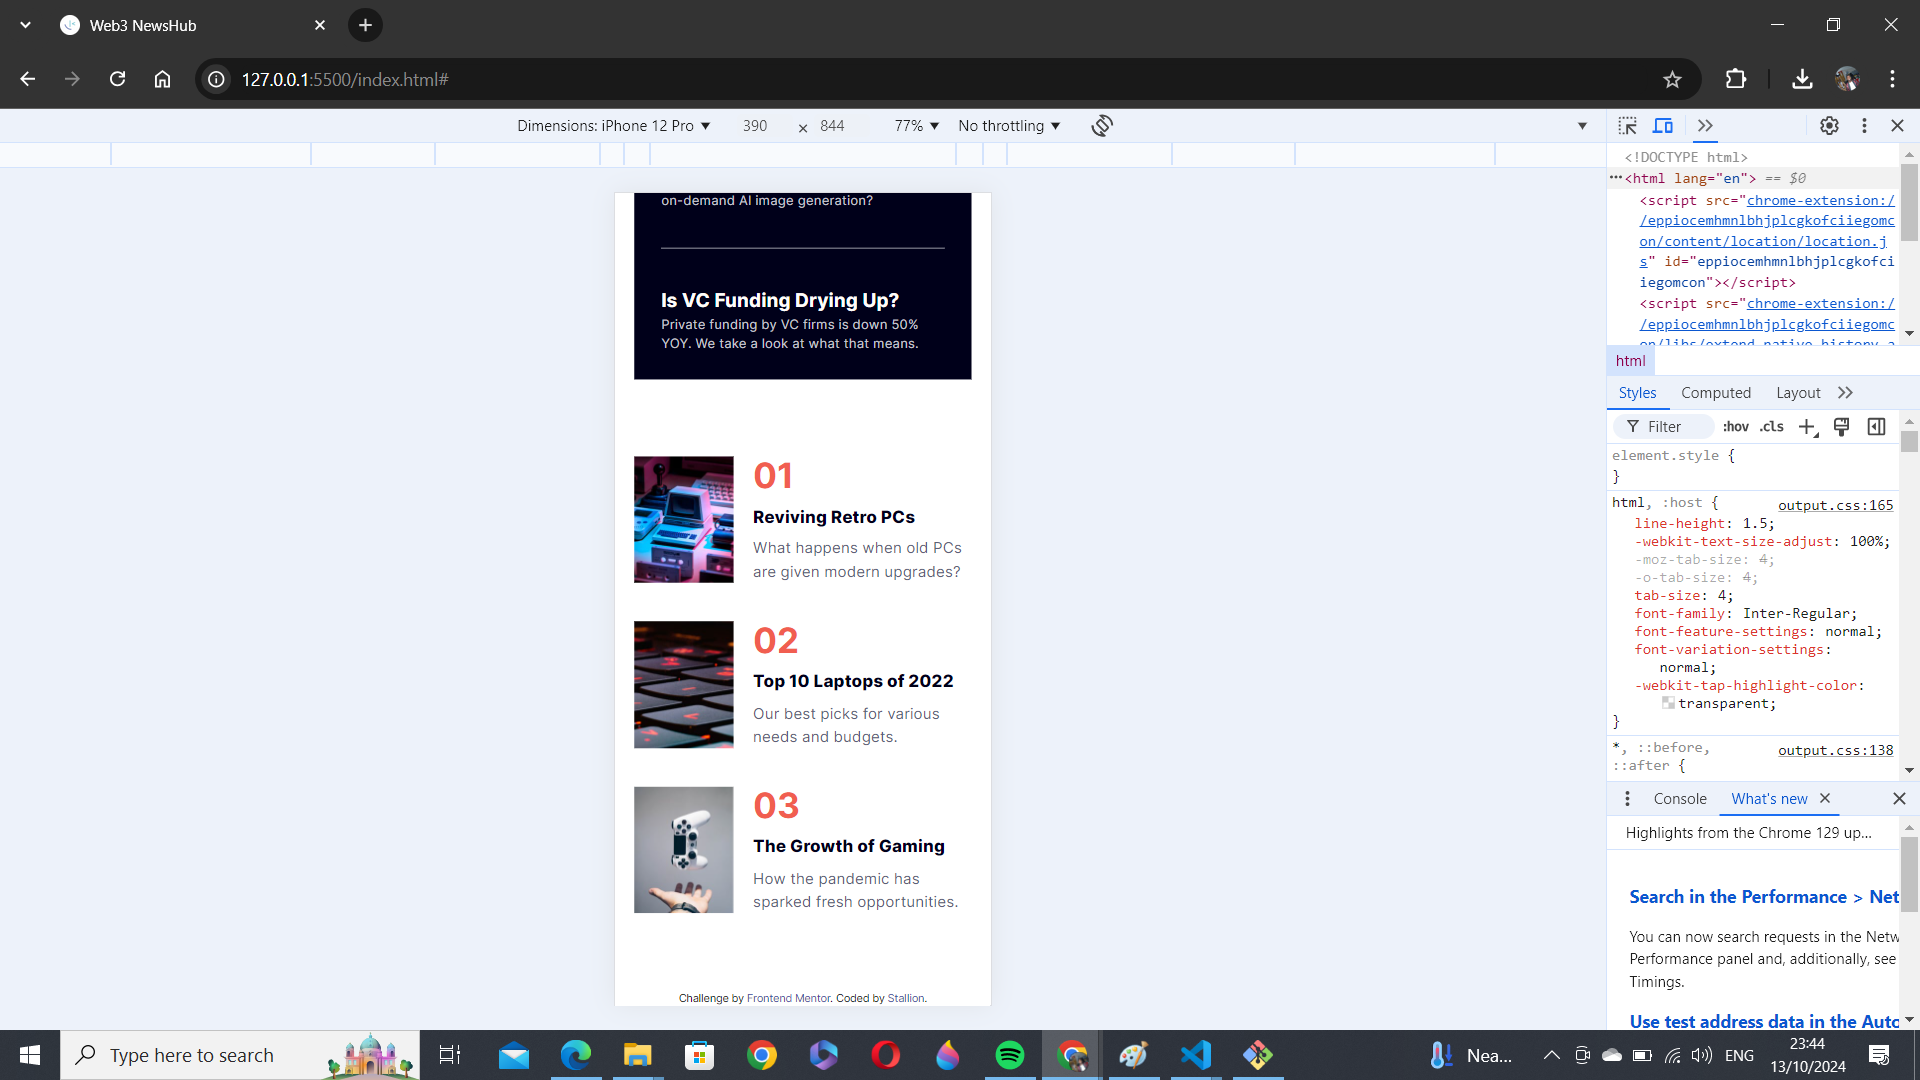 Web3 NewsHub
127.0.0.1:5500/index.html#
Dimensions: iPhone 12 Pro 390 × 844 77% No throttling
on-demand AI image generation?
Is VC Funding Drying Up?
Private funding by VC firms is down 50%
YOY. We take a look at what that means.
01
Reviving Retro PCs
What happens when old PCs
are given modern upgrades?
02
Top 10 Laptops of 2022
Our best picks for various
needs and budgets.
03
The Growth of Gaming
How the pandemic has
sparked fresh opportunities.
Challenge by Frontend Mentor. Coded by Stallion.
<!DOCTYPE html>
<html lang="en"> == $0
<script src="chrome-extension:/
/eppiocemhmnlbhjplcgkofciiegomc
on/content/location/location.j
s" id="eppiocemhmnlbhjplcgkofci
iegomcon"></script>
<script src="chrome-extension:/
/eppiocemhmnlbhjplcgkofciiegomc
on/libs/extend-native-history-a
html
Styles Computed Layout
Filter :hov .cls
element.style {
}
html, :host { output.css:165
line-height: 1.5;
-webkit-text-size-adjust: 100%;
-moz-tab-size: 4;
-o-tab-size: 4;
tab-size: 4;
font-family: Inter-Regular;
font-feature-settings: normal;
font-variation-settings:
normal;
-webkit-tap-highlight-color:
transparent;
}
*, ::before, output.css:138
::after {
Console What's new
Highlights from the Chrome 129 up...
Search in the Performance > Net
You can now search requests in the Netw
Performance panel and, additionally, see
Timings.
Use test address data in the Auto
Type here to search
Nea...
ENG
23:44
13/10/2024